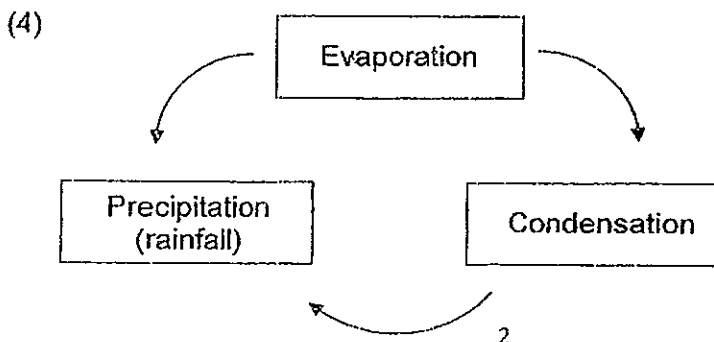 (4)
Evaporation
Precipitation
(rainfall)
Condensation
2